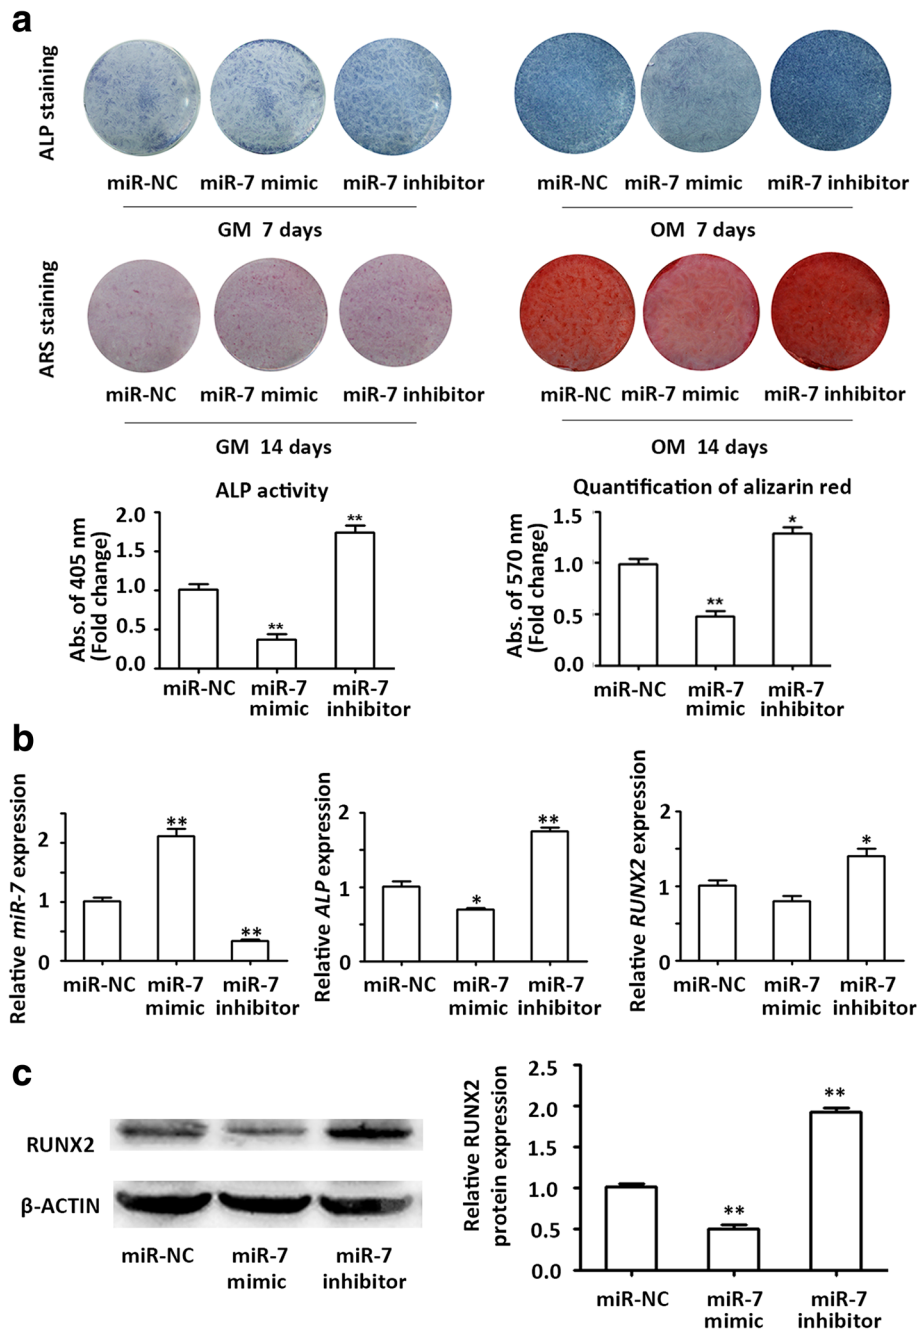 a
ALP staining
miR-NC miR-7 mimic miR-7 inhibitor
miR-NC miR-7 mimic miR-7 inhibitor
GM 7 days
OM 7 days
ARS staining
miR-NC miR-7 mimic miR-7 inhibitor
miR-NC miR-7 mimic miR-7 inhibitor
GM 14 days
OM 14 days
ALP activity
Abs. of 405 nm
(Fold change)
2.0
1.5
1.0
0.5
0.0
**
**
miR-NC
miR-7
mimic
miR-7
inhibitor
Quantification of alizarin red
Abs. of 570 nm
(Fold change)
1.5
1.0
0.5
0.0
**
*
miR-NC
miR-7
mimic
miR-7
inhibitor
b
Relative miR-7 expression
2
1
0
**
**
miR-NC
miR-7
mimic
miR-7
inhibitor
Relative ALP expression
2
1
0
*
**
miR-NC
miR-7
mimic
miR-7
inhibitor
Relative RUNX2 expression
2
1
0
*
miR-NC
miR-7
mimic
miR-7
inhibitor
c
RUNX2
β-ACTIN
miR-NC
miR-7
mimic
miR-7
inhibitor
Relative RUNX2
protein expression
2.5
2.0
1.5
1.0
0.5
0.0
**
**
miR-NC
miR-7
mimic
miR-7
inhibitor